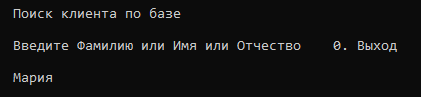 Поиск клиента по базе
Введите Фамилию или Имя или Отчество    0. Выход
Мария